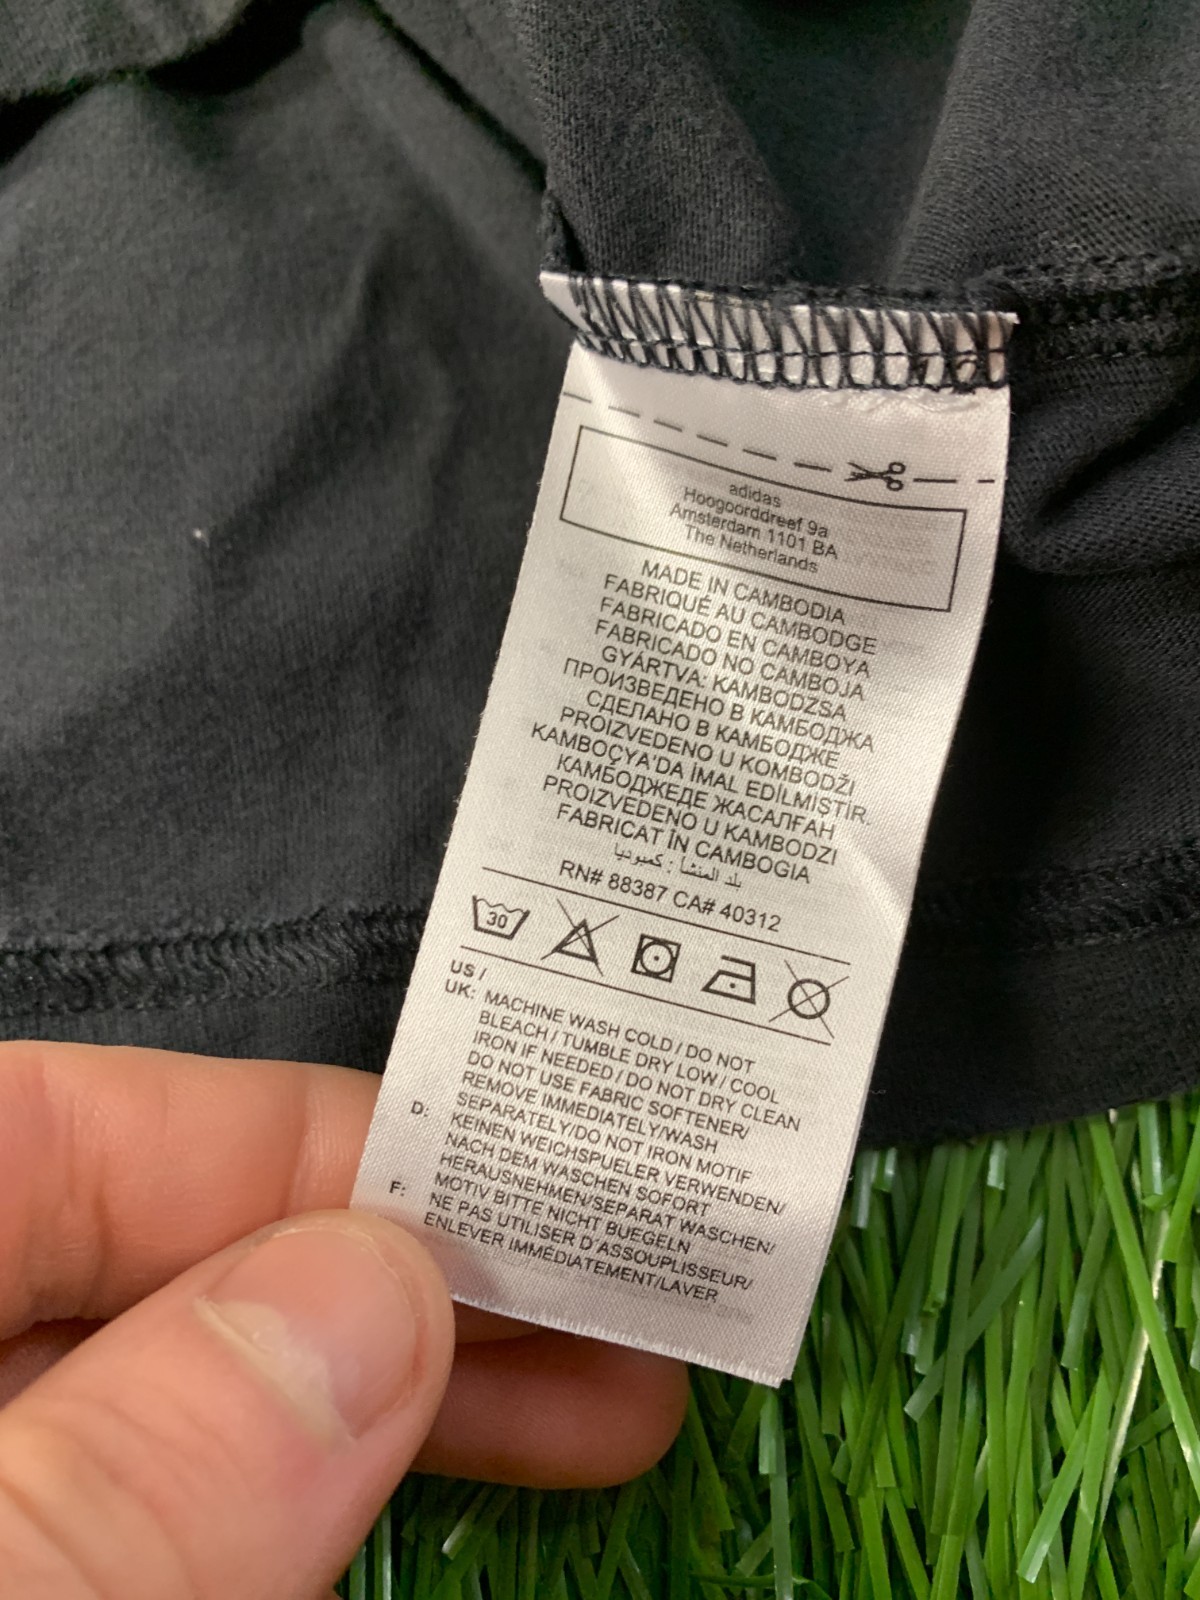 adidas
Hoogoorddreef 9a
Amsterdam 1101 BA
The Netherlands
MADE IN CAMBODIA
FABRIQUÉ AU CAMBODGE
FABRICADO EN CAMBOYA
FABRICADO NO CAMBOJA
GYÁRTVA: KAMBODZSA
ПРОИЗВЕДЕНО В КАМБОДЖА
СДЕЛАНО В КАМБОДЖЕ
PROIZVEDENO U KOMBODŽI
KAMBOÇYA'DA İMAL EDİLMİŞTİR.
КАМБОДЖЕДЕ ЖАСАЛҒАН
PROIZVEDENO U KAMBODZI
FABRICAT ÎN CAMBOGIA
بلد المنشأ : كمبوديا
RN# 88387 CA# 40312
30
US /
UK: MACHINE WASH COLD / DO NOT
BLEACH / TUMBLE DRY LOW / COOL
IRON IF NEEDED / DO NOT DRY CLEAN
DO NOT USE FABRIC SOFTENER/
REMOVE IMMEDIATELY/WASH
SEPARATELY/DO NOT IRON MOTIF
D: KEINEN WEICHSPUELER VERWENDEN/
NACH DEM WASCHEN SOFORT
HERAUSNEHMEN/SEPARAT WASCHEN/
MOTIV BITTE NICHT BUEGELN
F: NE PAS UTILISER D'ASSOUPLISSEUR/
ENLEVER IMMÉDIATEMENT/LAVER